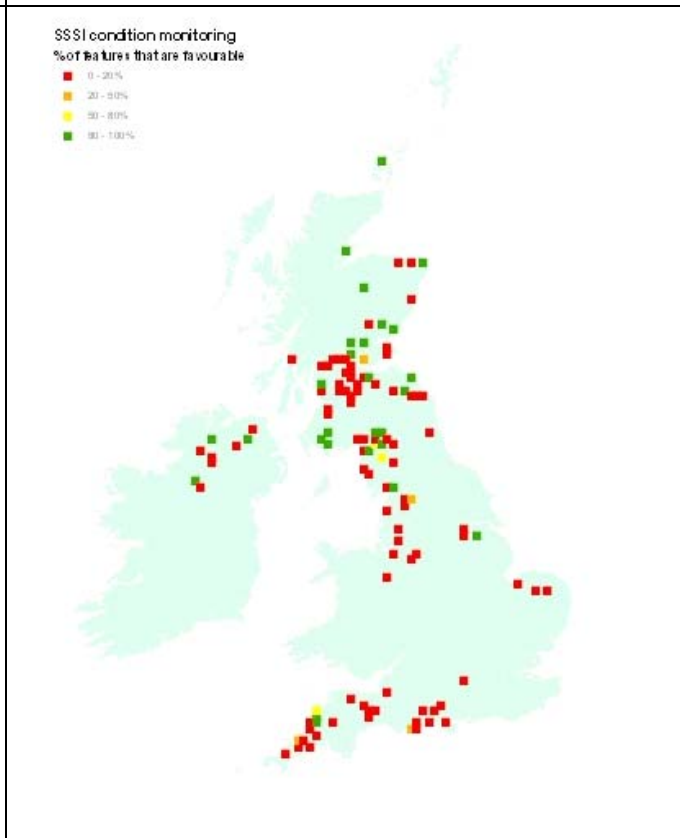 SSSI condition monitoring
% of features that are favourable
0 - 20%
20 - 50%
50 - 80%
80 - 100%